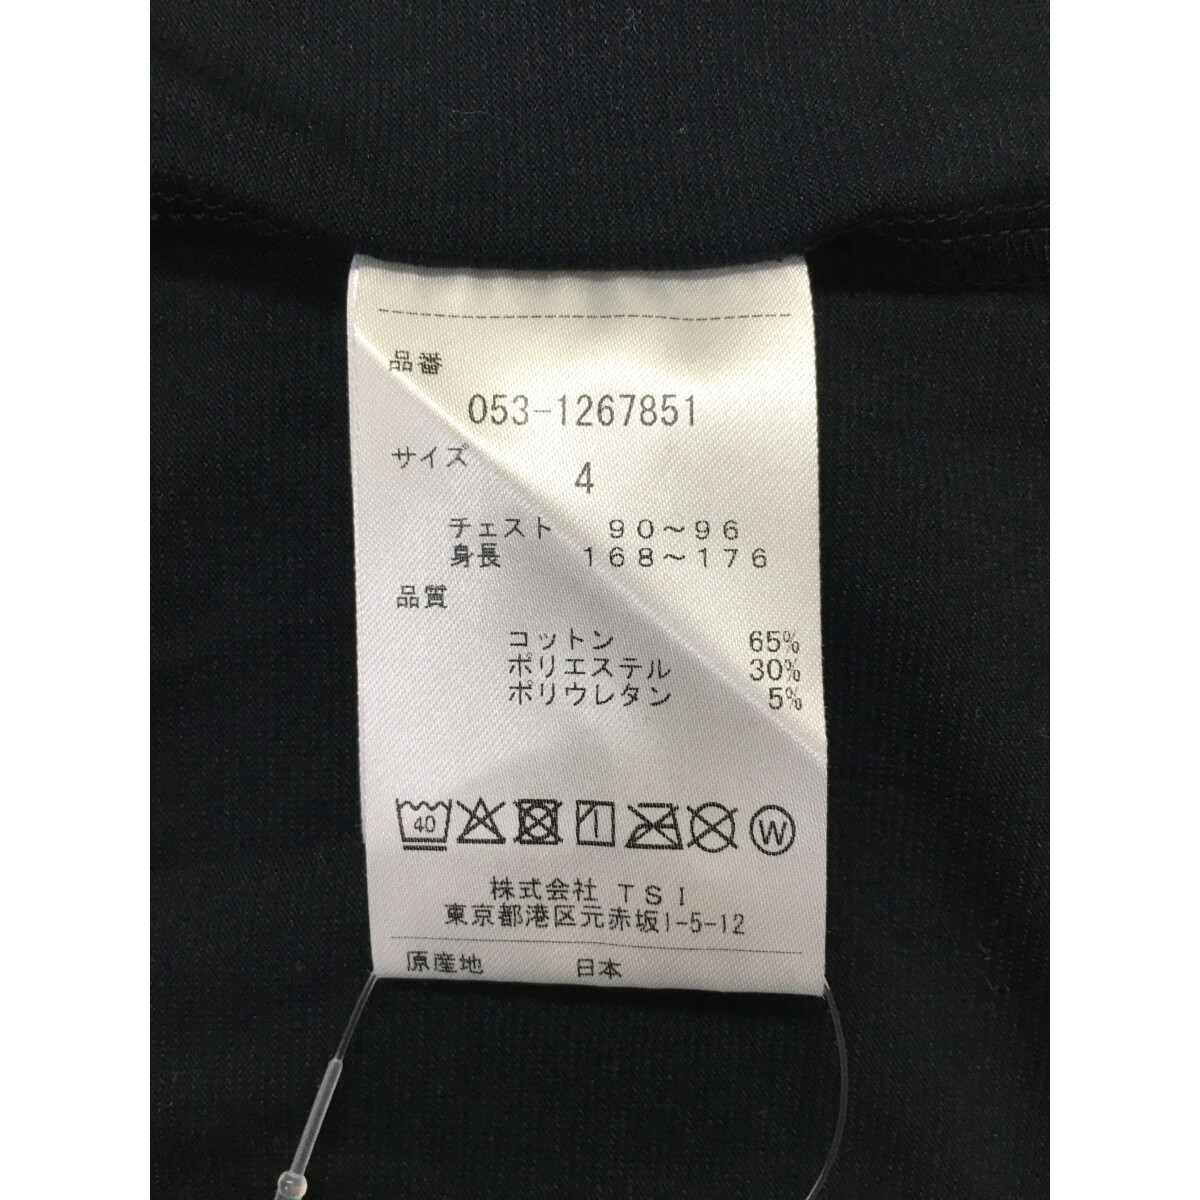 品番
053-1267851
サイズ
4
チェスト 90～96
身長 168～176
品質
コットン 65%
ポリエステル 30%
ポリウレタン 5%
40 W
株式会社 TSI
東京都港区元赤坂1-5-12
原産地 日本